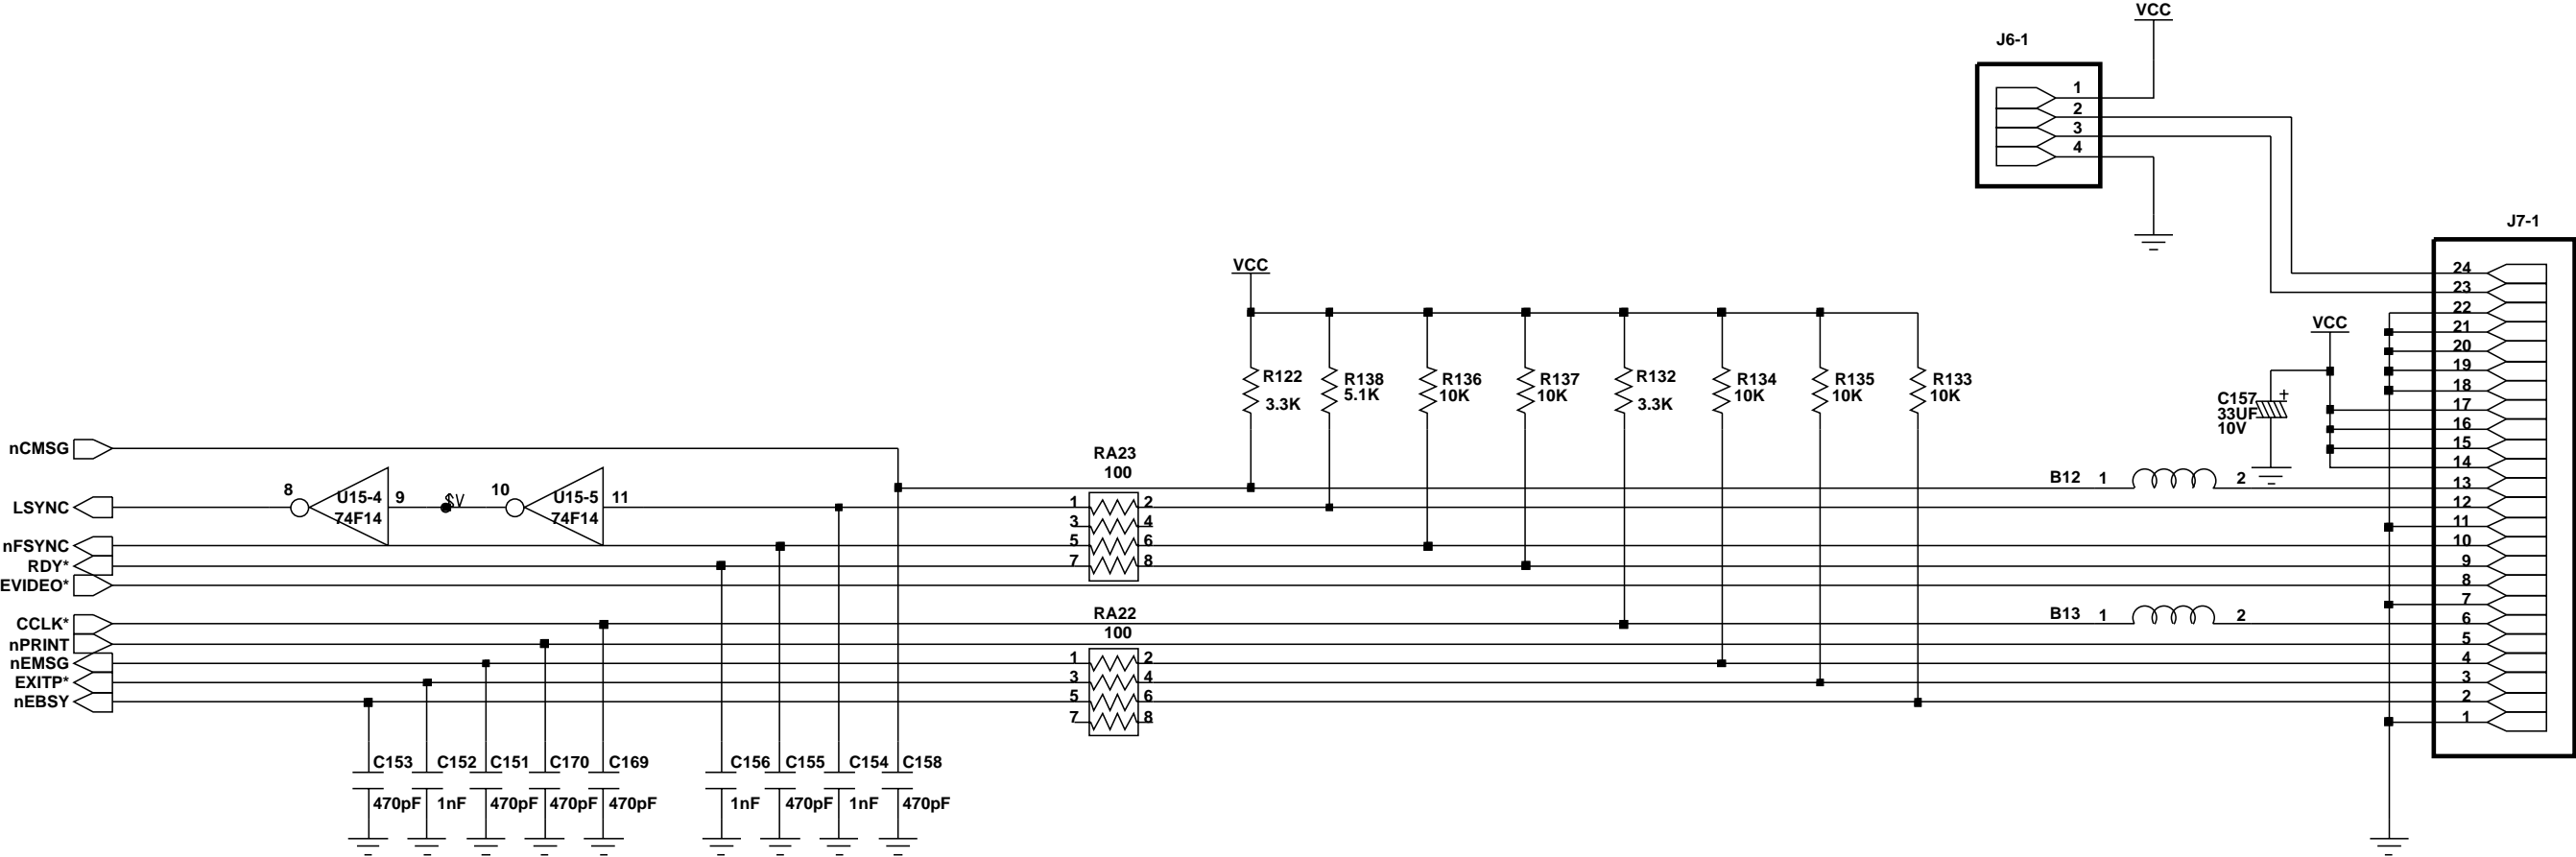 VCC
J6-1
1
2
3
4
J7-1
24
23
22
21
20
19
18
17
16
15
14
13
12
11
10
9
8
7
6
5
4
3
2
1
VCC
C157
33UF
10V
+
VCC
R122
3.3K
R138
5.1K
R136
10K
R137
10K
R132
3.3K
R134
10K
R135
10K
R133
10K
nCMSG
LSYNC
nFSYNC
RDY*
EVIDEO*
CCLK*
nPRINT
nEMSG
EXITP*
nEBSY
8
U15-4
74F14
9
10
U15-5
74F14
11
RA23
100
1
2
3
4
5
6
7
8
RA22
100
1
2
3
4
5
6
7
8
B12
1
2
B13
1
2
C153
470pF
C152
1nF
C151
470pF
C170
470pF
C169
470pF
C156
1nF
C155
470pF
C154
1nF
C158
470pF